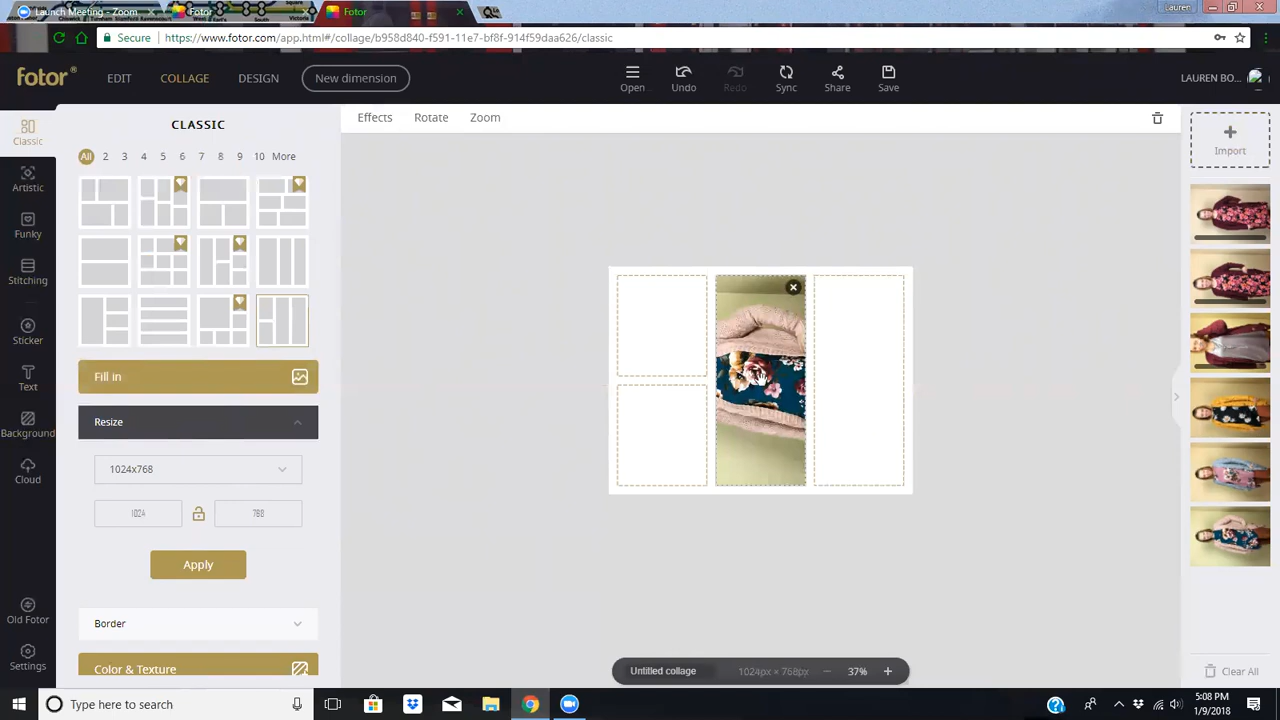 Launch Meeting - Zoom
Fotor
Fotor
Lauren
Secure
https://www.fotor.com/app.html#/collage/b958d840-f591-11e7-bf8f-914f59daa626/classic
fotor®
EDIT
COLLAGE
DESIGN
New dimension
Open
Undo
Redo
Sync
Share
Save
LAUREN BO...
Classic
Artistic
Funky
Stitching
Sticker
Text
Background
Cloud
Old Fotor
Settings
CLASSIC
All 2 3 4 5 6 7 8 9 10 More
Fill in
Resize
1024x768
1024
768
Apply
Border
Color & Texture
Effects
Rotate
Zoom
Import
Clear All
Untitled collage
1024px × 768px
37%
Type here to search
5:08 PM
1/9/2018